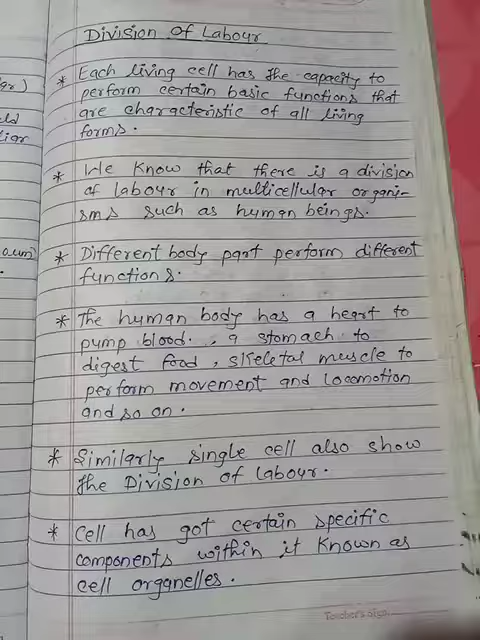 Division of Labour
* Each living cell has the capacity to
perform certain basic functions that
are characteristic of all living
forms.
* We know that there is a division
of labour in multicellular organi-
sms such as human beings.
* Different body part perform different
functions.
* The human body has a heart to
pump blood. , a stomach to
digest food , skeletal muscle to
perform movement and locomotion
and so on.
* Similarly single cell also show
the Division of Labour.
* Cell has got certain specific
components within it known as
cell organelles.
Teacher's Sign